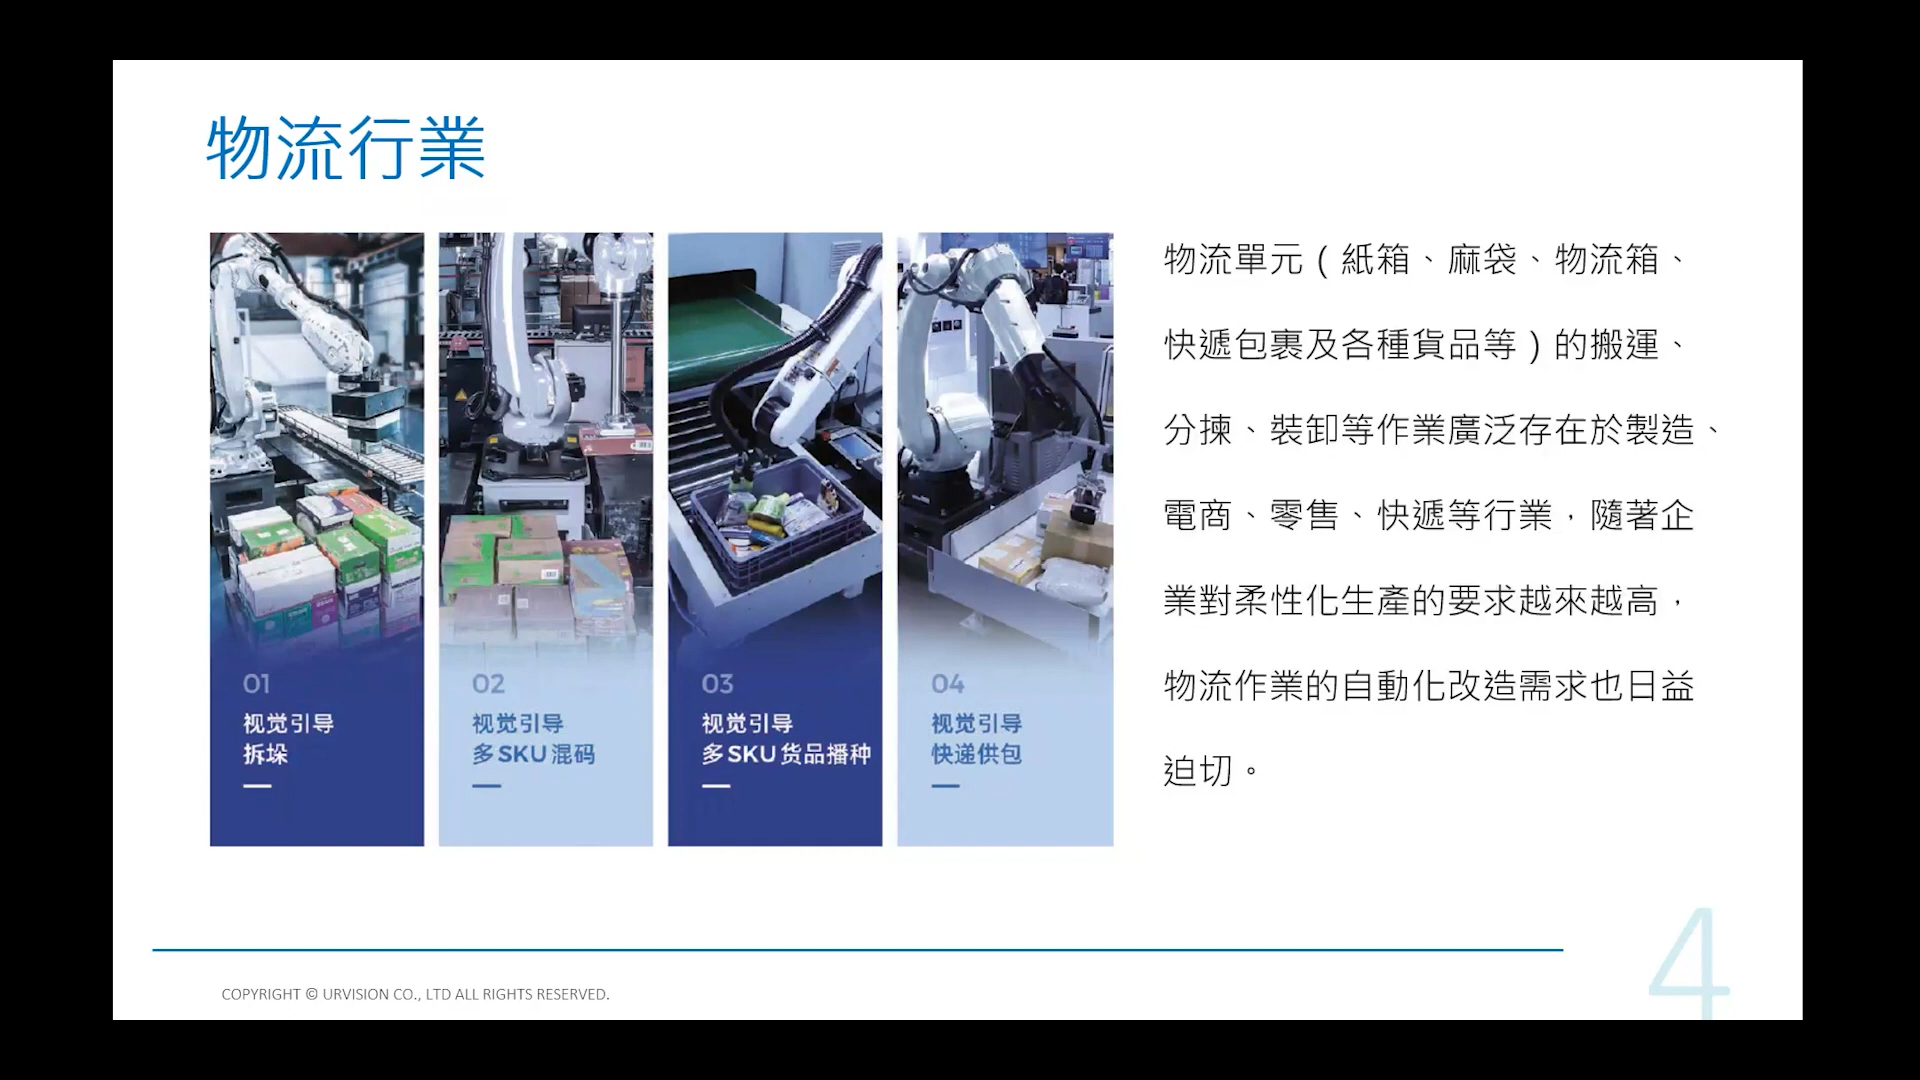 物流行業
01
视觉引导
拆垛
02
视觉引导
多SKU混码
03
视觉引导
多SKU货品播种
04
视觉引导
快递供包
物流單元(紙箱、麻袋、物流箱、
快遞包裹及各種貨品等)的搬運、
分揀、裝卸等作業廣泛存在於製造、
電商、零售、快遞等行業，隨著企
業對柔性化生產的要求越來越高，
物流作業的自動化改造需求也日益
迫切。
COPYRIGHT © URVISION CO., LTD ALL RIGHTS RESERVED.
4